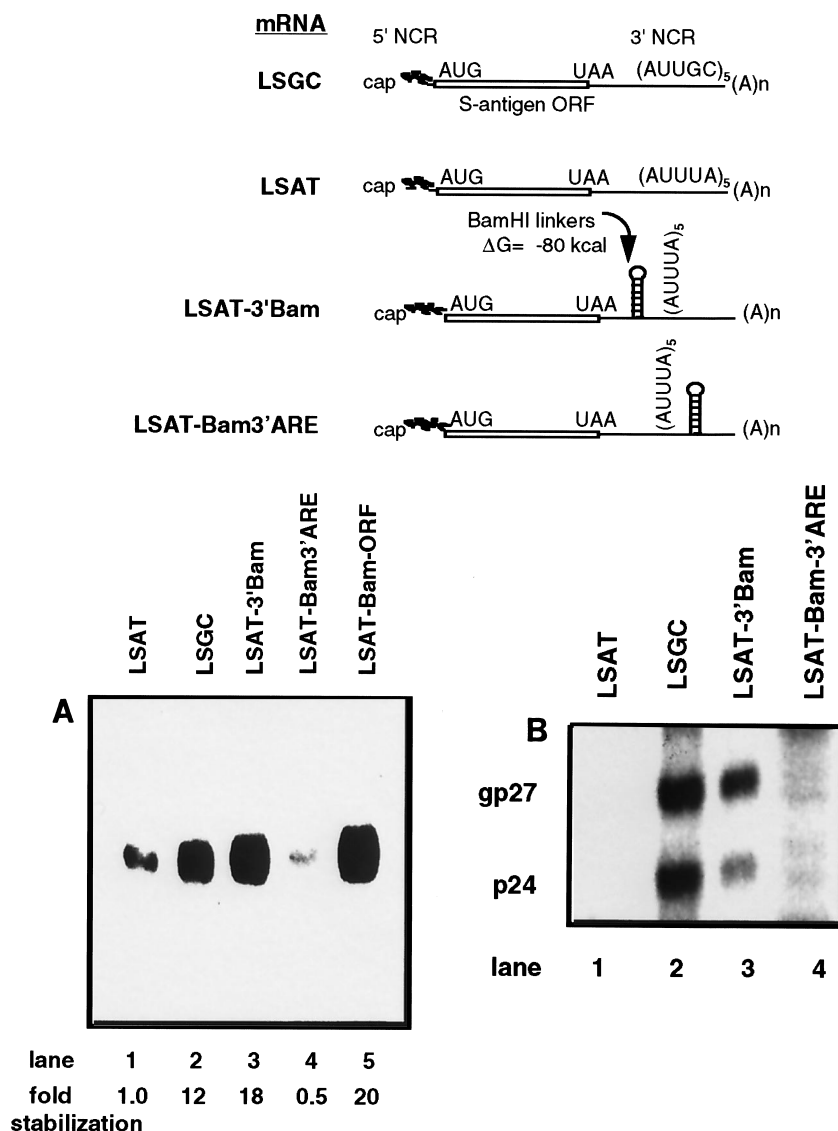 mRNA
5' NCR 3' NCR
LSGC cap AUG UAA (AUUGC)5 (A)n
S-antigen ORF
LSAT cap AUG UAA (AUUUA)5 (A)n
BamHI linkers
ΔG= -80 kcal
LSAT-3'Bam cap AUG UAA (AUUUA)5 (A)n
LSAT-Bam3'ARE cap AUG UAA (AUUUA)5 (A)n
LSAT
LSGC
LSAT-3'Bam
LSAT-Bam3'ARE
LSAT-Bam-ORF
A
lane 1 2 3 4 5
fold 1.0 12 18 0.5 20
stabilization
LSAT
LSGC
LSAT-3'Bam
LSAT-Bam-3'ARE
B
gp27
p24
lane 1 2 3 4